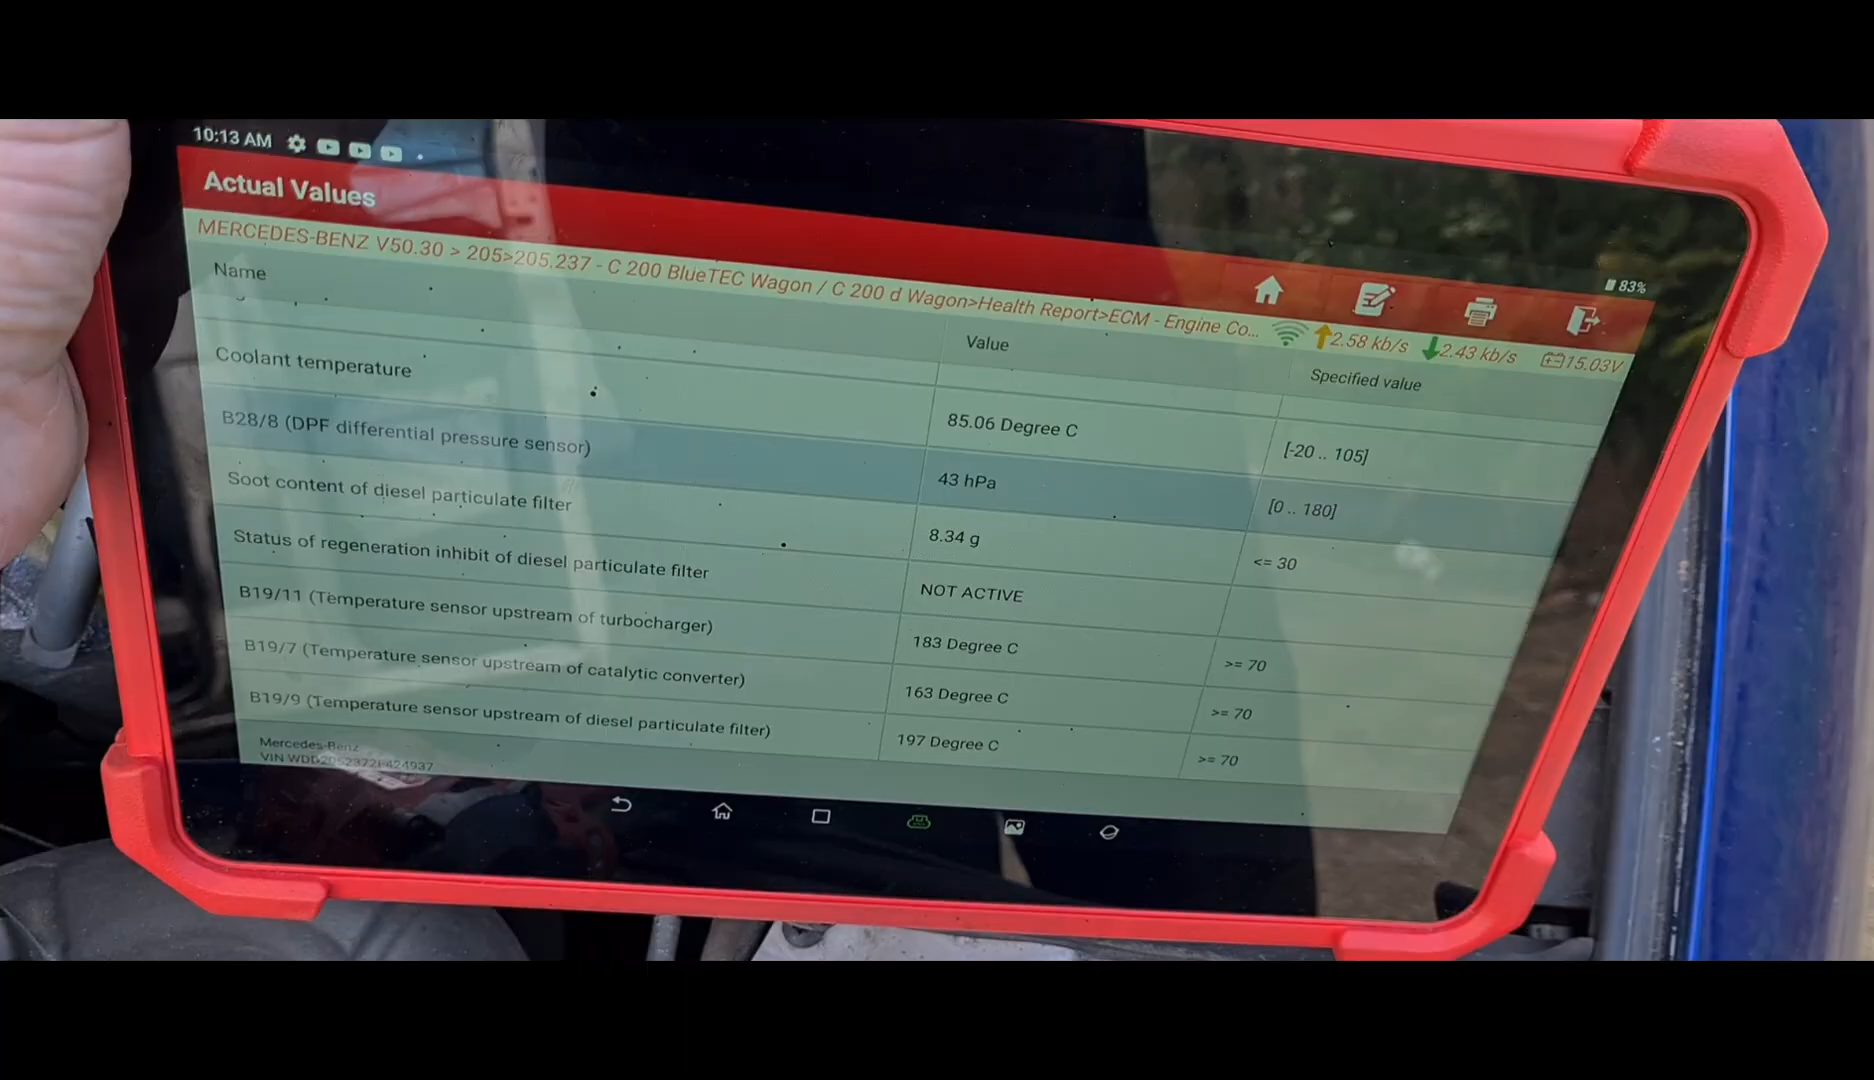 10:13 AM
83%
Actual Values
MERCEDES-BENZ V50.30 > 205>205.237 - C 200 BlueTEC Wagon / C 200 d Wagon>Health Report>ECM - Engine Co...
2.58 kb/s 2.43 kb/s 15.03V
Name Value Specified value
Coolant temperature 85.06 Degree C [-20 .. 105]
B28/8 (DPF differential pressure sensor) 43 hPa [0 .. 180]
Soot content of diesel particulate filter 8.34 g <= 30
Status of regeneration inhibit of diesel particulate filter NOT ACTIVE
B19/11 (Temperature sensor upstream of turbocharger) 183 Degree C >= 70
B19/7 (Temperature sensor upstream of catalytic converter) 163 Degree C >= 70
B19/9 (Temperature sensor upstream of diesel particulate filter) 197 Degree C >= 70
Mercedes-Benz
VIN